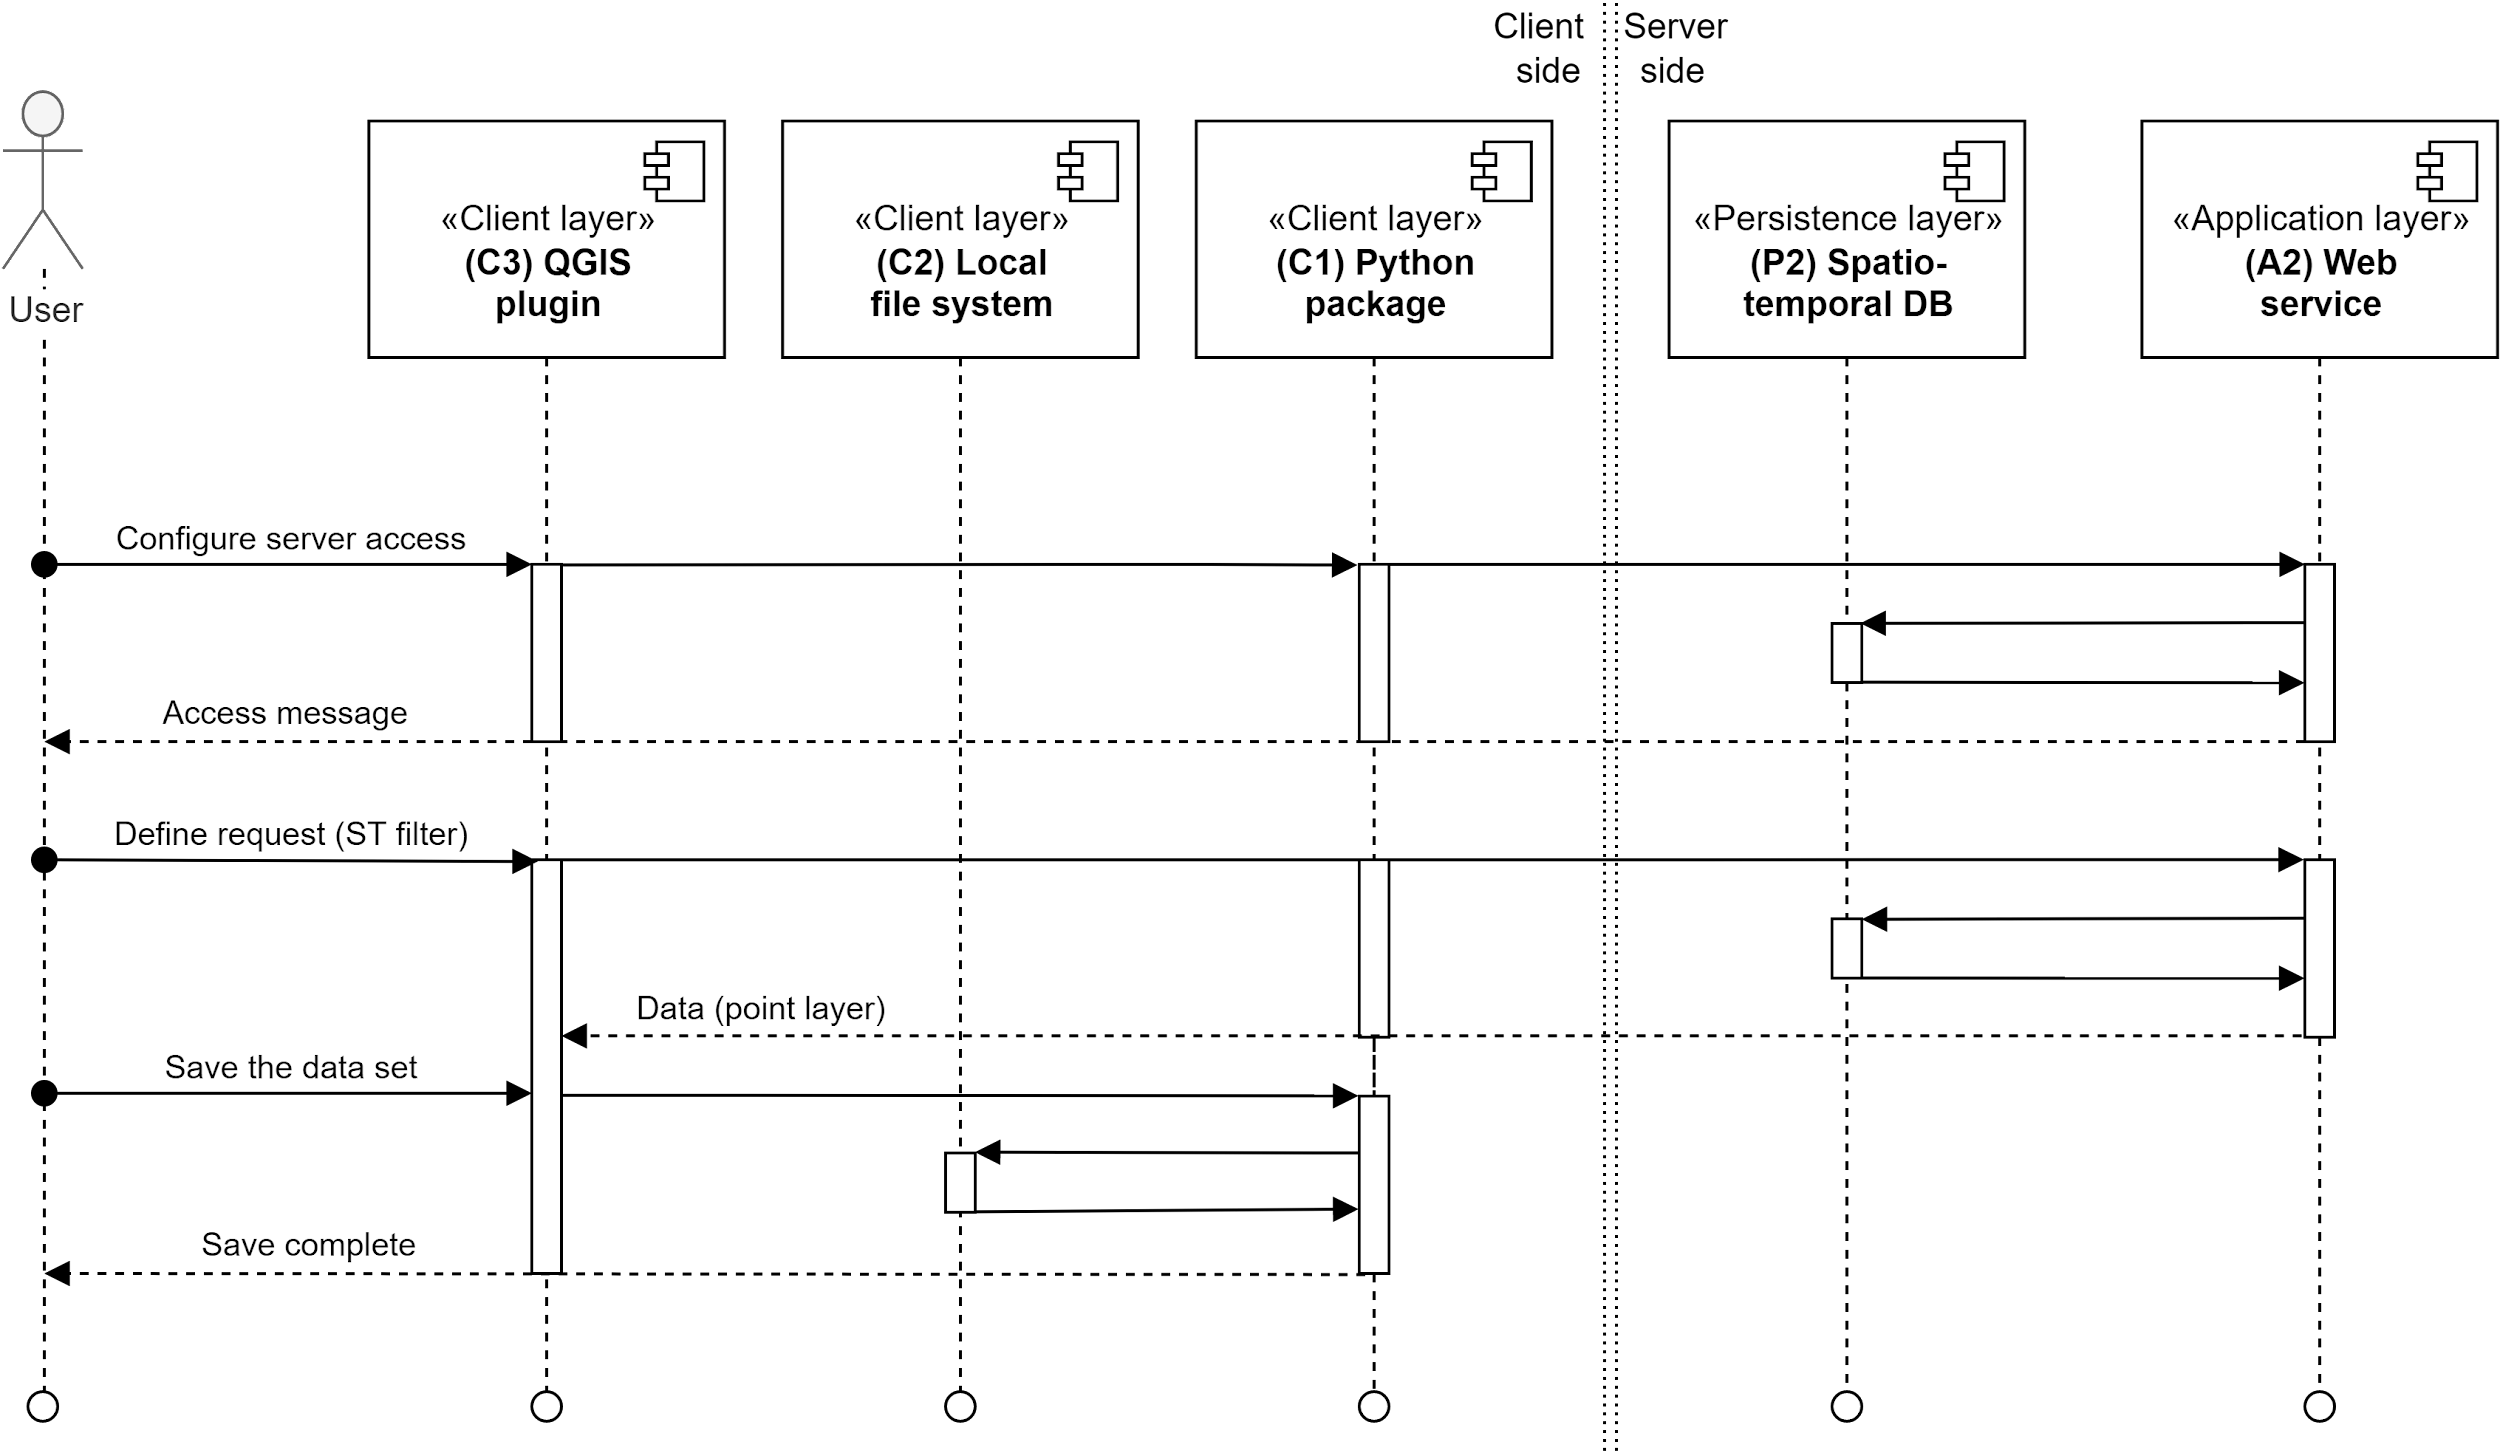 Client
side
Server
side
User
«Client layer»
(C3) QGIS
plugin
«Client layer»
(C2) Local
file system
«Client layer»
(C1) Python
package
«Persistence layer»
(P2) Spatio-
temporal DB
«Application layer»
(A2) Web
service
Configure server access
Access message
Define request (ST filter)
Data (point layer)
Save the data set
Save complete